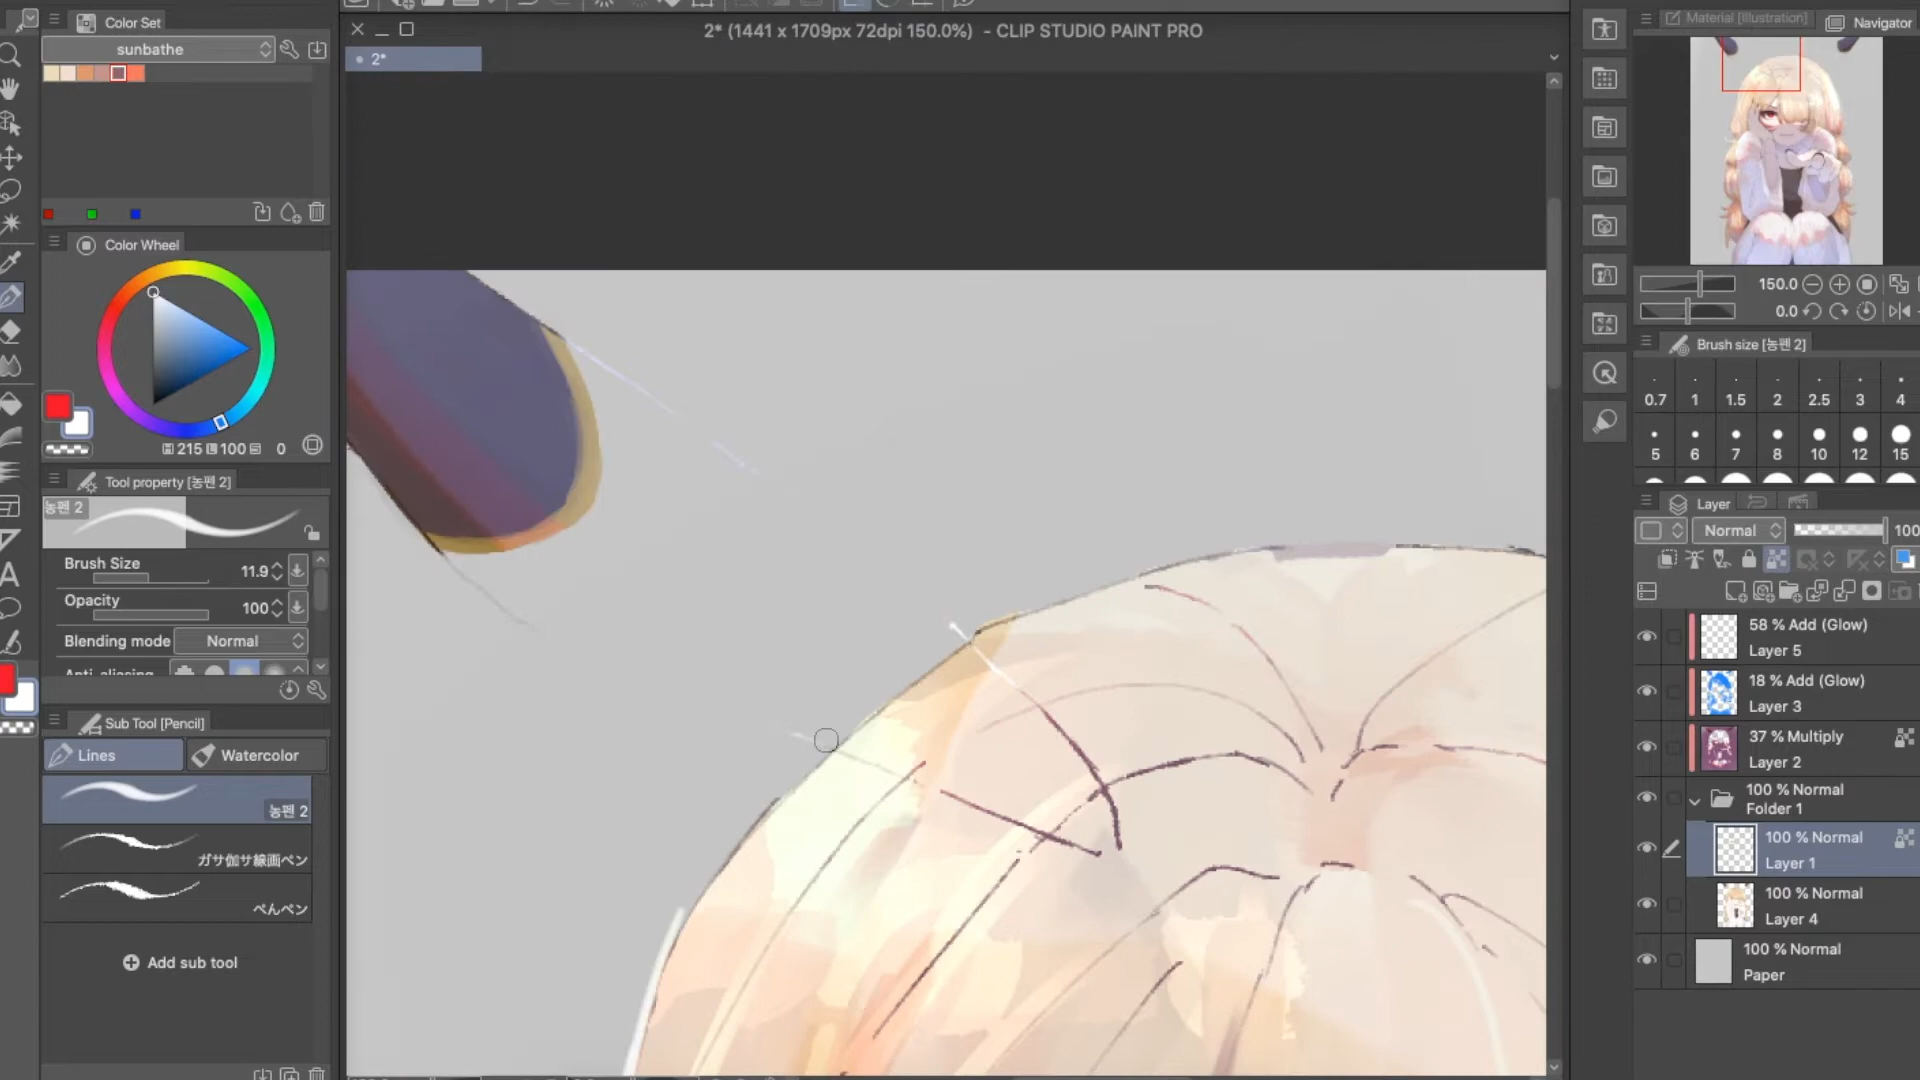 Color Set
sunbathe
Color Wheel
215 100 0
Tool property [농펜 2]
농펜 2
Brush Size 11.9
Opacity 100
Blending mode Normal
Anti-aliasing
Sub Tool [Pencil]
Lines Watercolor
농펜 2
ガサ伽サ線画ペン
ぺんペン
Add sub tool
2* (1441 x 1709px 72dpi 150.0%) - CLIP STUDIO PAINT PRO
2*
Material [Illustration] Navigator
150.0
0.0
Brush size [농펜 2]
0.7 1 1.5 2 2.5 3 4
5 6 7 8 10 12 15
Layer
Normal 100
58 % Add (Glow)
Layer 5
18 % Add (Glow)
Layer 3
37 % Multiply
Layer 2
100 % Normal
Folder 1
100 % Normal
Layer 1
100 % Normal
Layer 4
100 % Normal
Paper